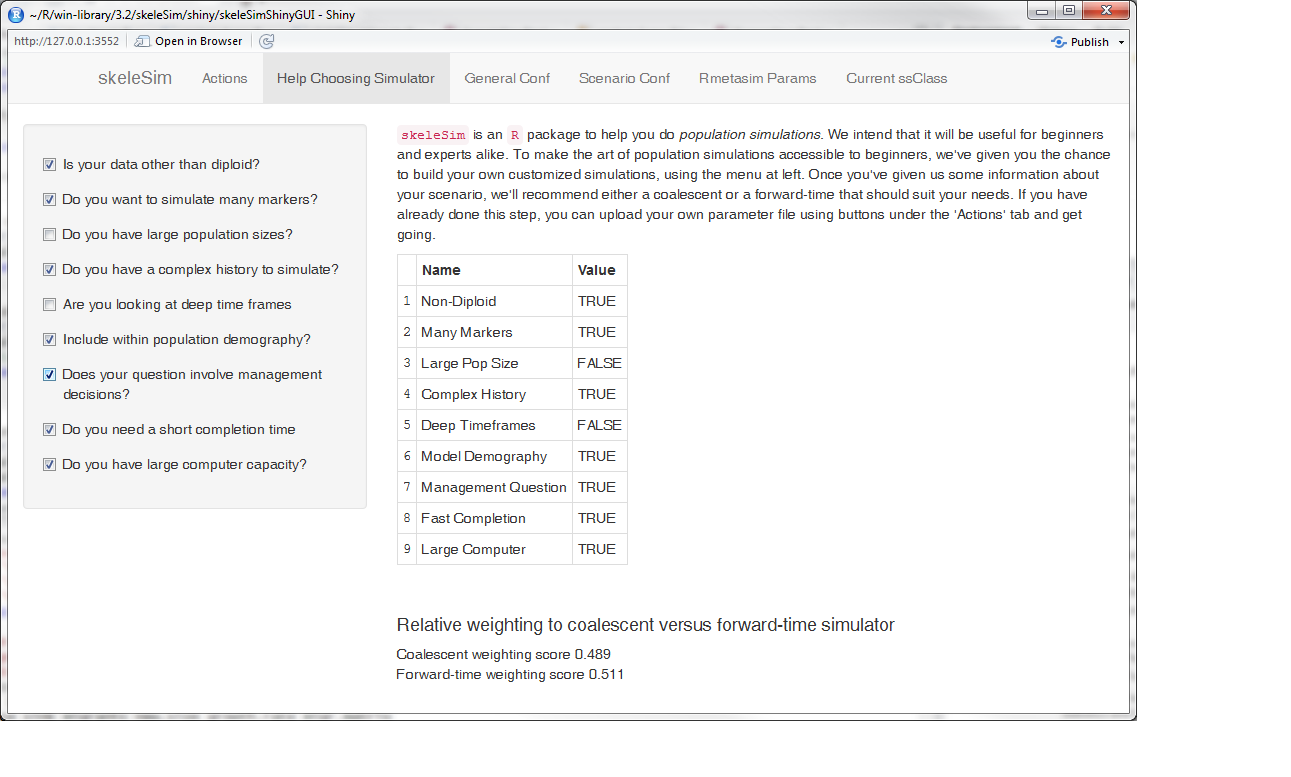 ~/R/win-library/3.2/skeleSim/shiny/skeleSimShinyGUI - Shiny
http://127.0.0.1:3552 Open in Browser Publish
skeleSim Actions Help Choosing Simulator General Conf Scenario Conf Rmetasim Params Current ssClass
Is your data other than diploid?
Do you want to simulate many markers?
Do you have large population sizes?
Do you have a complex history to simulate?
Are you looking at deep time frames
Include within population demography?
Does your question involve management
decisions?
Do you need a short completion time
Do you have large computer capacity?
skeleSim is an R package to help you do population simulations. We intend that it will be useful for beginners
and experts alike. To make the art of population simulations accessible to beginners, we've given you the chance
to build your own customized simulations, using the menu at left. Once you've given us some information about
your scenario, we'll recommend either a coalescent or a forward-time that should suit your needs. If you have
already done this step, you can upload your own parameter file using buttons under the 'Actions' tab and get
going.
Name Value
1 Non-Diploid TRUE
2 Many Markers TRUE
3 Large Pop Size FALSE
4 Complex History TRUE
5 Deep Timeframes FALSE
6 Model Demography TRUE
7 Management Question TRUE
8 Fast Completion TRUE
9 Large Computer TRUE
Relative weighting to coalescent versus forward-time simulator
Coalescent weighting score 0.489
Forward-time weighting score 0.511